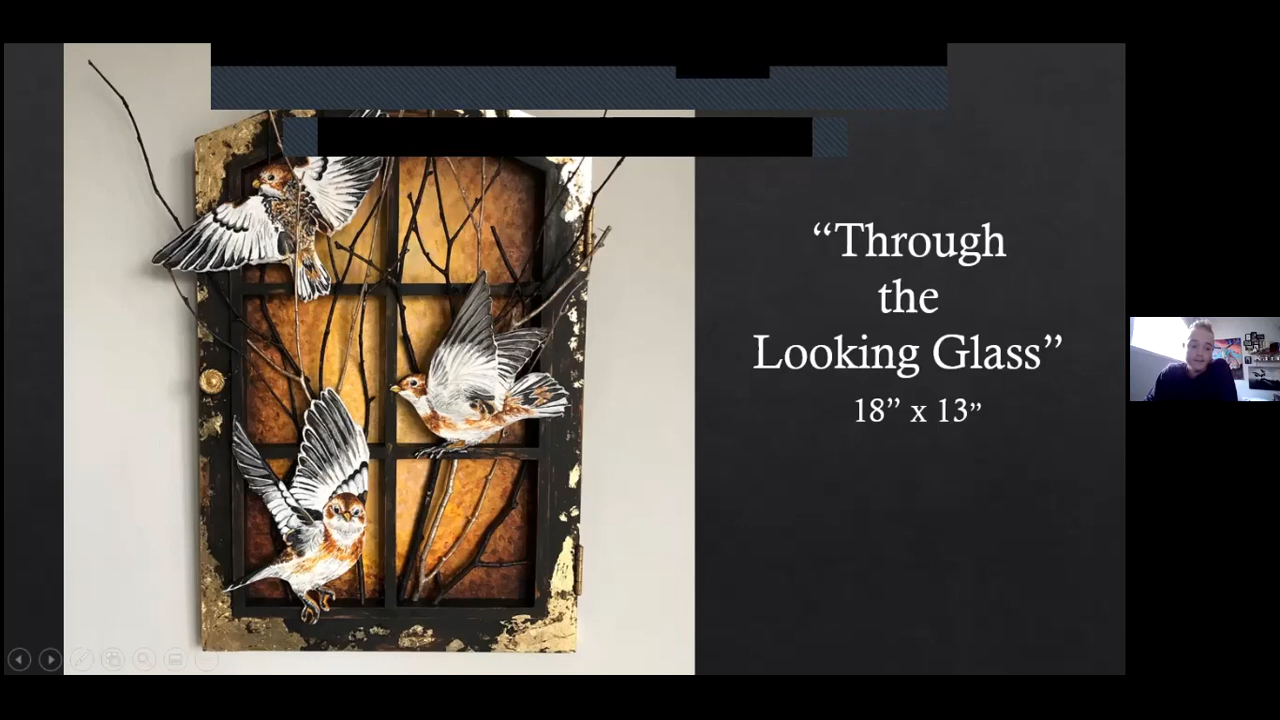 “Through
the
Looking Glass”
18” x 13”